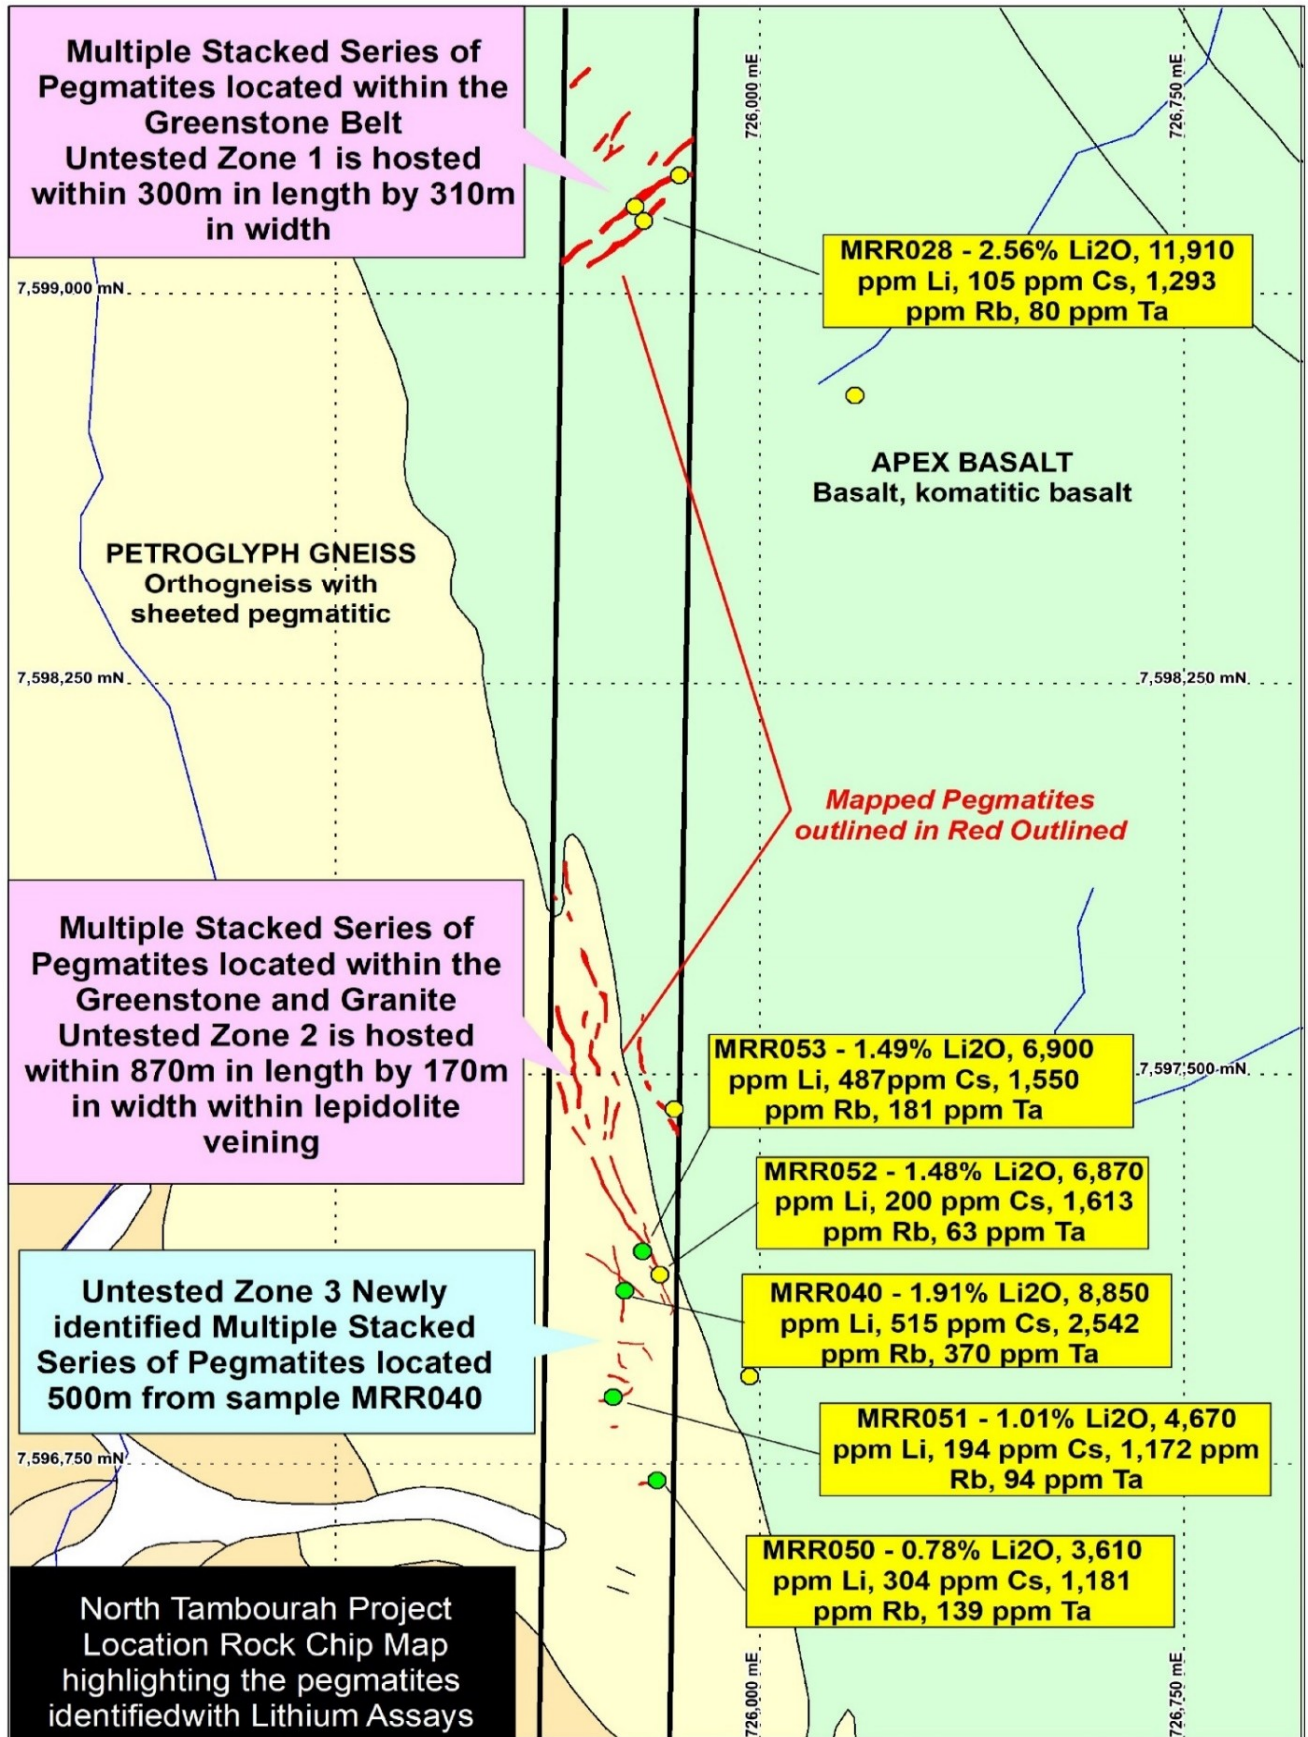 Multiple Stacked Series of
Pegmatites located within the
Greenstone Belt
Untested Zone 1 is hosted
within 300m in length by 310m
in width
726,000 mE
726,750 mE
MRR028 - 2.56% Li2O, 11,910
ppm Li, 105 ppm Cs, 1,293
ppm Rb, 80 ppm Ta
7,599,000 mN
APEX BASALT
Basalt, komatitic basalt
PETROGLYPH GNEISS
Orthogneiss with
sheeted pegmatitic
7,598,250 mN
7,598,250 mN
Mapped Pegmatites
outlined in Red Outlined
Multiple Stacked Series of
Pegmatites located within the
Greenstone and Granite
Untested Zone 2 is hosted
within 870m in length by 170m
in width within lepidolite
veining
MRR053 - 1.49% Li2O, 6,900
ppm Li, 487ppm Cs, 1,550
ppm Rb, 181 ppm Ta
7,597,500 mN
MRR052 - 1.48% Li2O, 6,870
ppm Li, 200 ppm Cs, 1,613
ppm Rb, 63 ppm Ta
Untested Zone 3 Newly
identified Multiple Stacked
Series of Pegmatites located
500m from sample MRR040
MRR040 - 1.91% Li2O, 8,850
ppm Li, 515 ppm Cs, 2,542
ppm Rb, 370 ppm Ta
MRR051 - 1.01% Li2O, 4,670
ppm Li, 194 ppm Cs, 1,172 ppm
Rb, 94 ppm Ta
7,596,750 mN
MRR050 - 0.78% Li2O, 3,610
ppm Li, 304 ppm Cs, 1,181
ppm Rb, 139 ppm Ta
North Tambourah Project
Location Rock Chip Map
highlighting the pegmatites
identifiedwith Lithium Assays
726,000 mE
726,750 mE